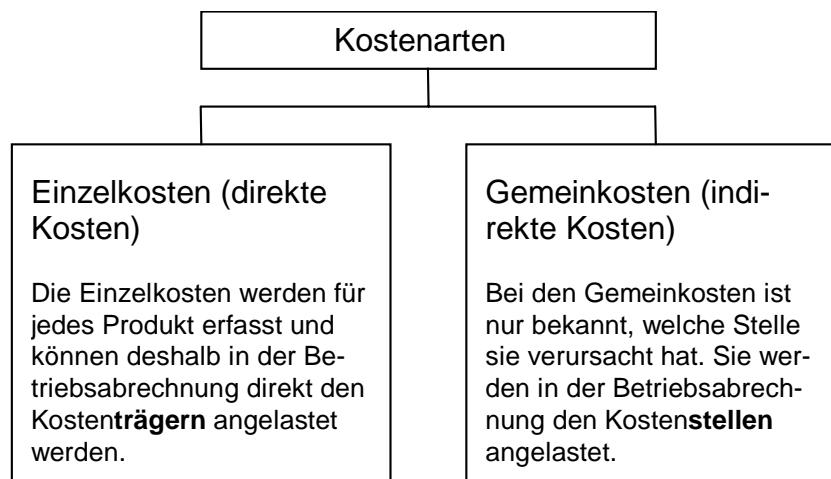 Kostenarten
Einzelkosten (direkte
Kosten)
Die Einzelkosten werden für
jedes Produkt erfasst und
können deshalb in der Be-
triebsabrechnung direkt den
Kostenträgern angelastet
werden.
Gemeinkosten (indi-
rekte Kosten)
Bei den Gemeinkosten ist
nur bekannt, welche Stelle
sie verursacht hat. Sie wer-
den in der Betriebsabrech-
nung den Kostenstellen
angelastet.